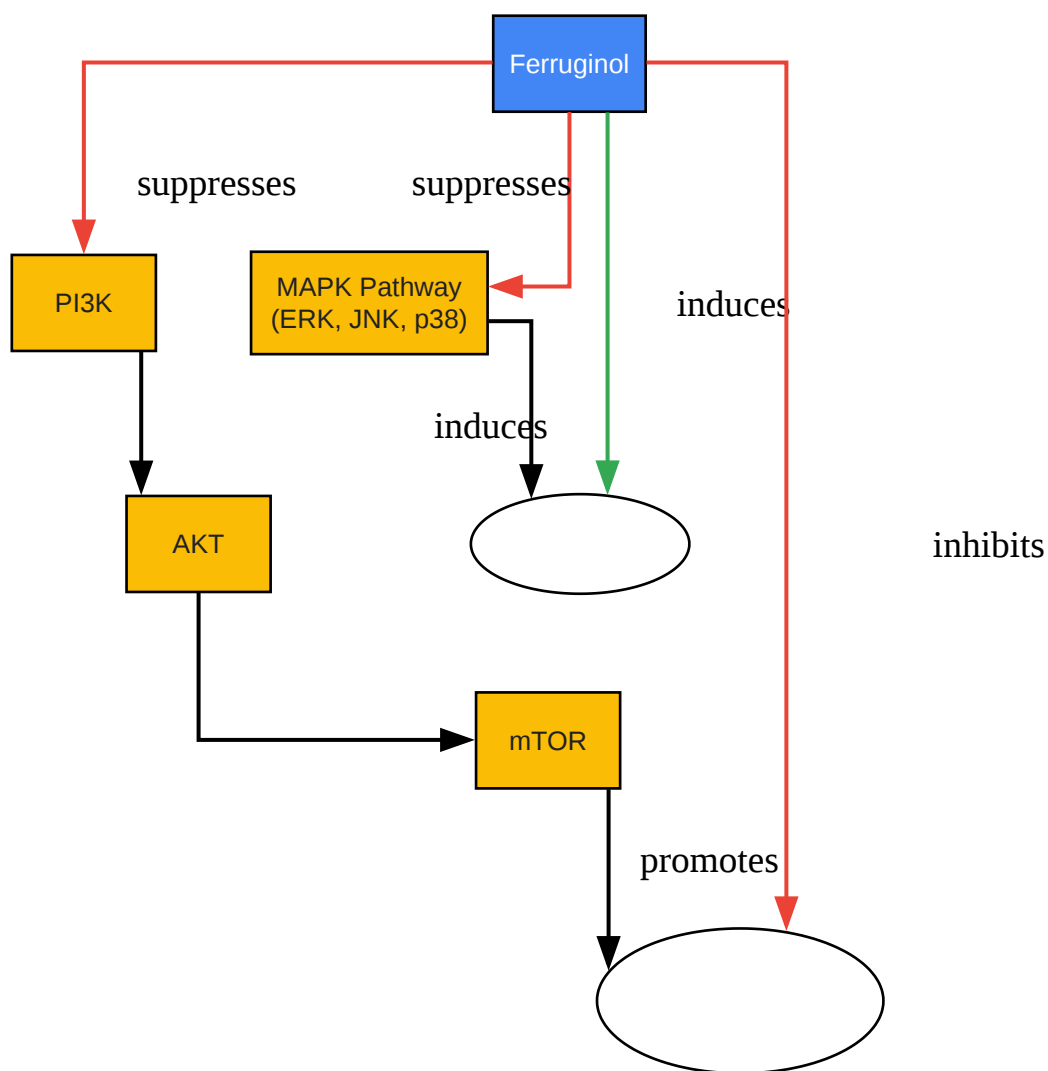 Ferruginol
suppresses
suppresses
PI3K
MAPK Pathway
(ERK, JNK, p38)
induces
induces
AKT
inhibits
mTOR
promotes